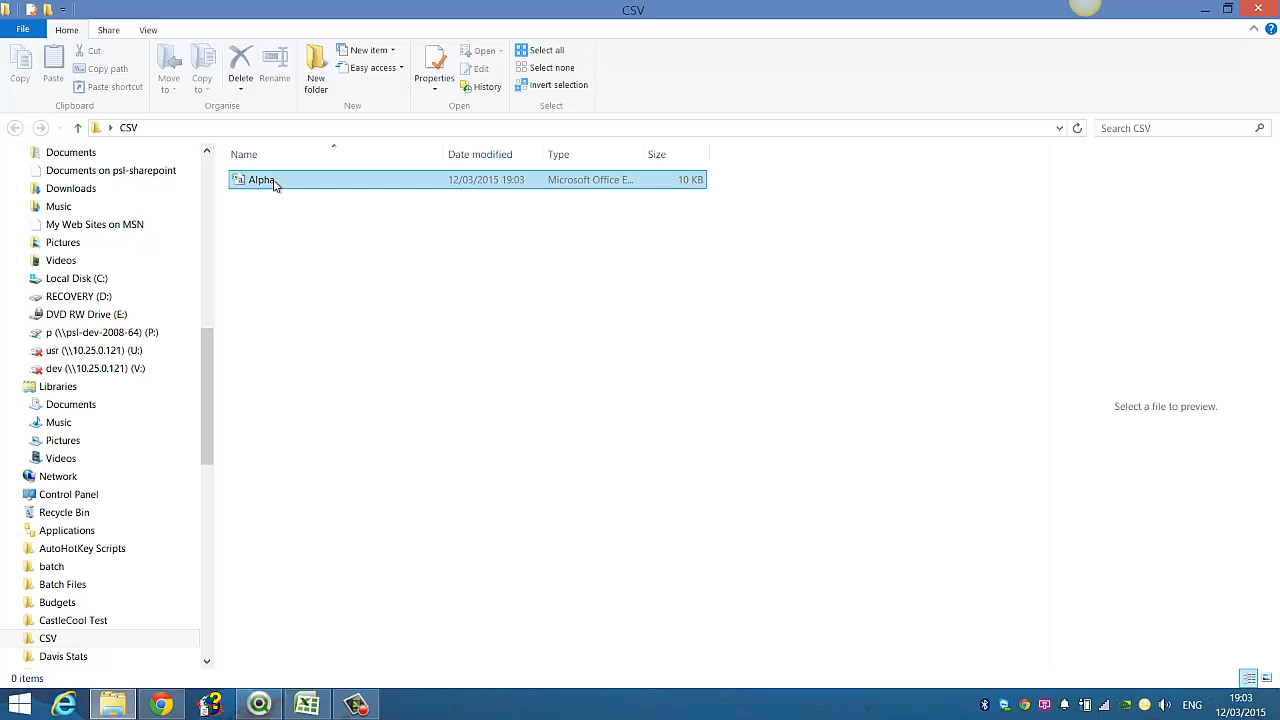 CSV
File Home Share View
Copy
Paste
Cut
Copy path
Paste shortcut
Clipboard
Move to
Copy to
Delete
Rename
Organise
New folder
New item
Easy access
New
Properties
Open
Edit
History
Open
Select all
Select none
Invert selection
Select
CSV
Search CSV
Documents
Documents on psl-sharepoint
Downloads
Music
My Web Sites on MSN
Pictures
Videos
Local Disk (C:)
RECOVERY (D:)
DVD RW Drive (E:)
p (\\psl-dev-2008-64) (P:)
usr (\\10.25.0.121) (U:)
dev (\\10.25.0.121) (V:)
Libraries
Documents
Music
Pictures
Videos
Network
Control Panel
Recycle Bin
Applications
AutoHotKey Scripts
batch
Batch Files
Budgets
CastleCool Test
CSV
Davis Stats
Name Date modified Type Size
Alpha 12/03/2015 19:03 Microsoft Office E... 10 KB
Select a file to preview.
0 items
ENG
19:03
12/03/2015